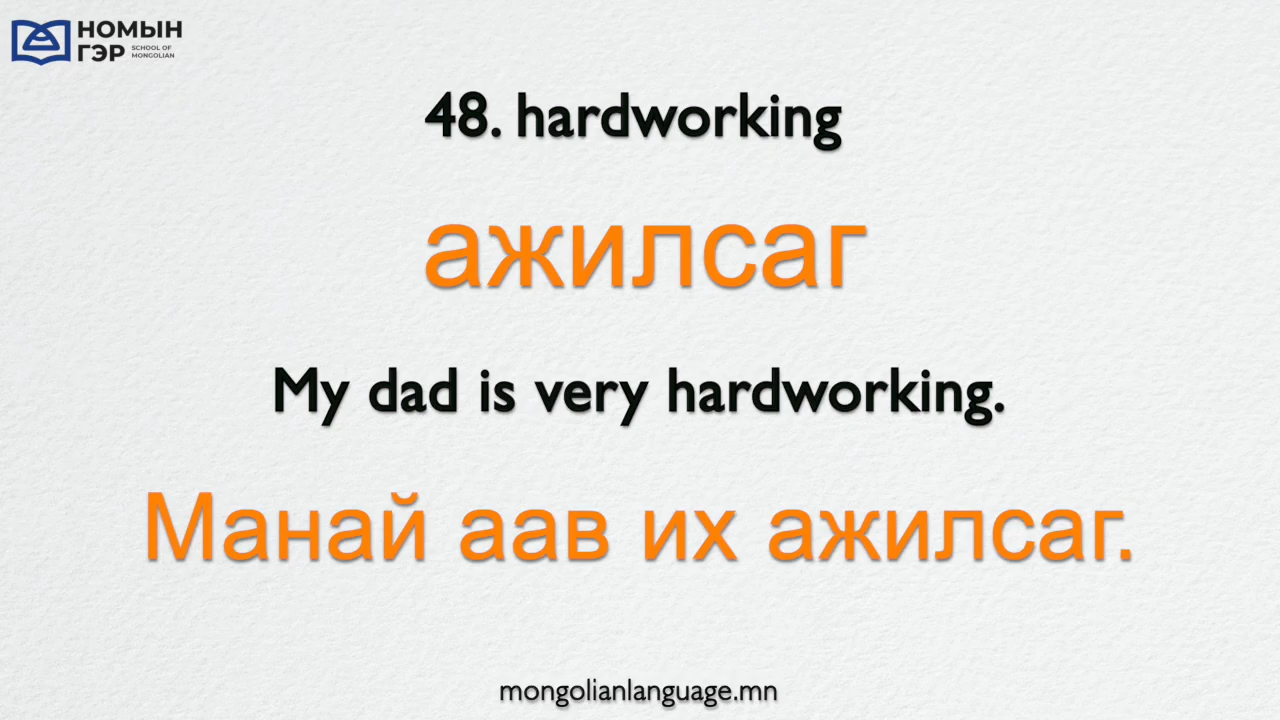 НОМЫН
ГЭР SCHOOL OF
MONGOLIAN
48. hardworking
ажилсаг
My dad is very hardworking.
Манай аав их ажилсаг.
mongolianlanguage.mn